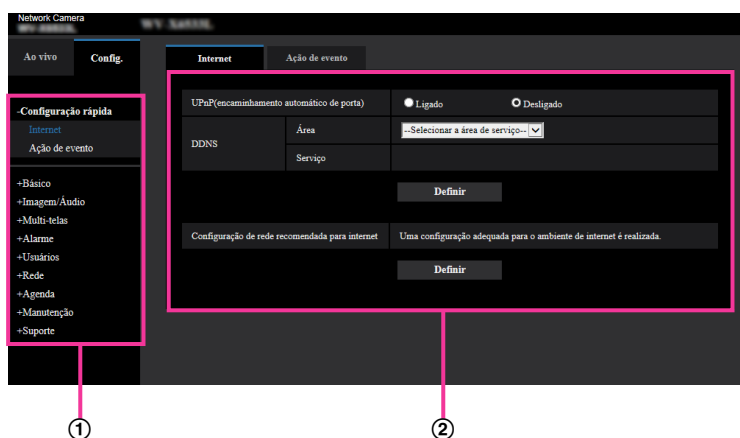 Network Camera
Ao vivo
Config.
Internet
Ação de evento
-Configuração rápida
Internet
Ação de evento
+Básico
+Imagem/Áudio
+Multi-telas
+Alarme
+Usuários
+Rede
+Agenda
+Manutenção
+Suporte
UPnP(encaminhamento automático de porta)
Ligado
Desligado
DDNS
Área
--Selecionar a área de serviço--
Serviço
Definir
Configuração de rede recomendada para internet
Uma configuração adequada para o ambiente de internet é realizada.
Definir
①
②